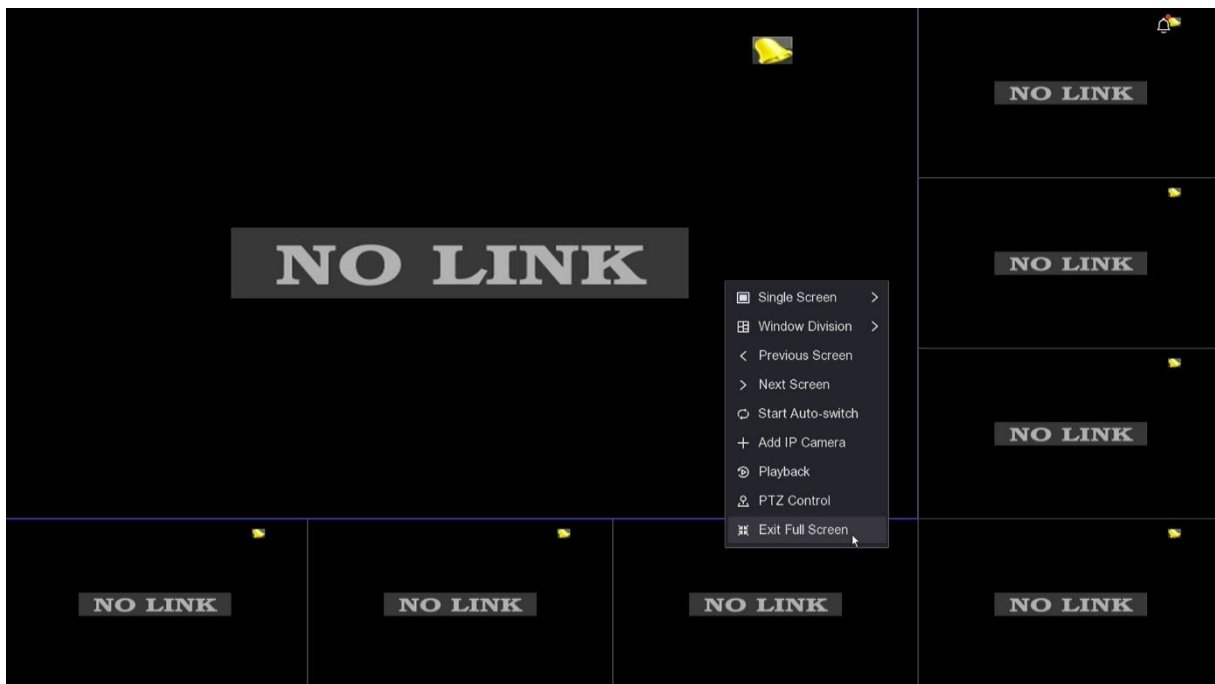 NO LINK
NO LINK
NO LINK
NO LINK
Single Screen
Window Division
Previous Screen
Next Screen
Start Auto-switch
Add IP Camera
Playback
PTZ Control
Exit Full Screen
NO LINK
NO LINK
NO LINK
NO LINK